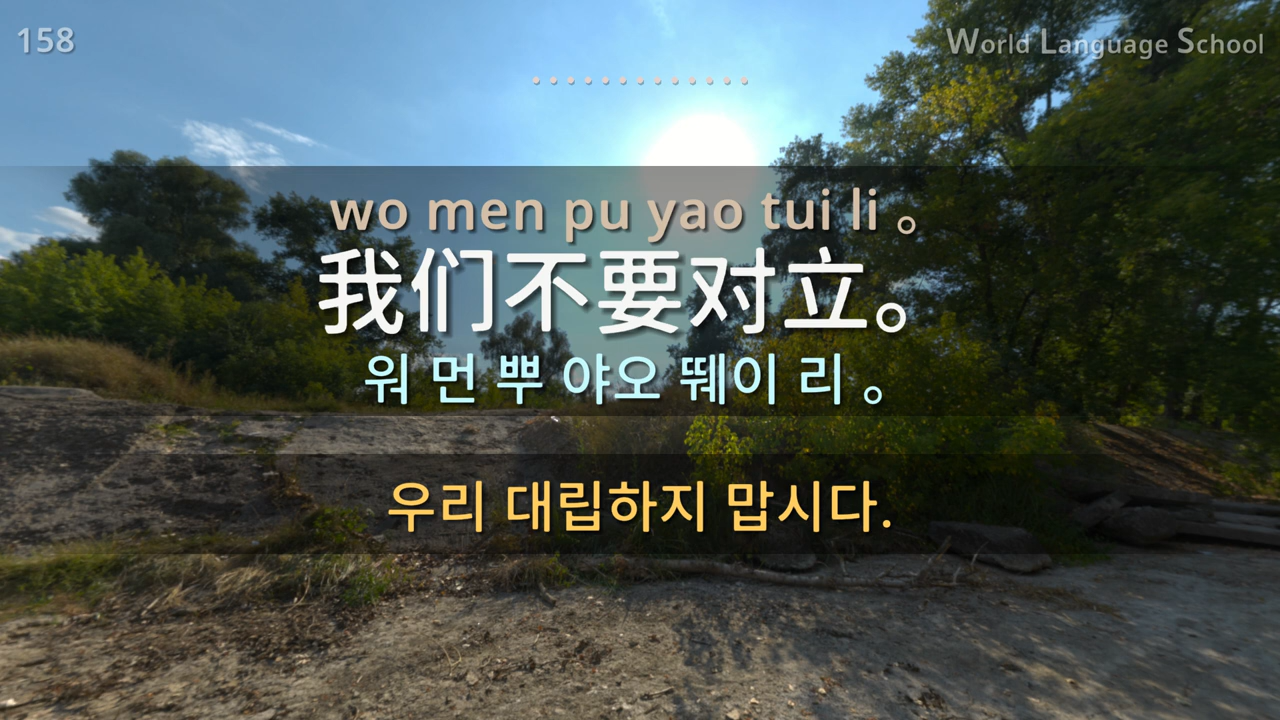 158
World Language School
wo men pu yao tui li 。
我们不要对立。
워 먼 뿌 야오 뛔이 리 。
우리 대립하지 맙시다.